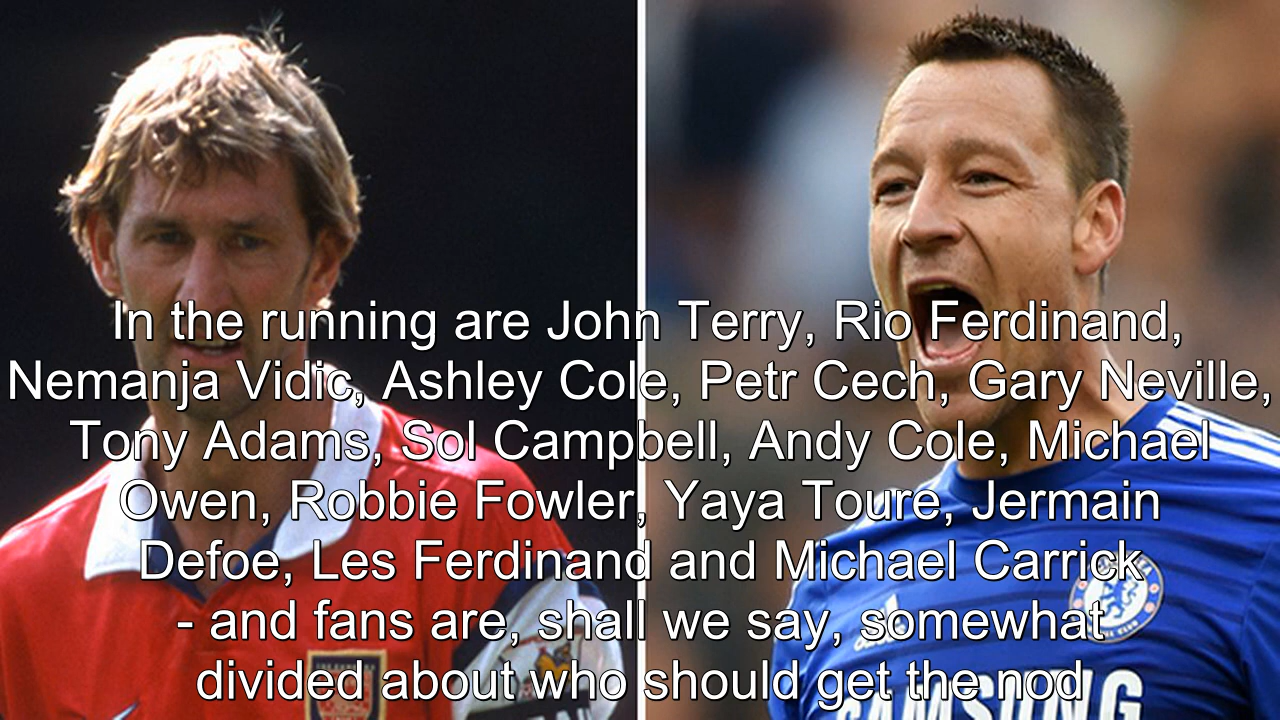 In the running are John Terry, Rio Ferdinand,
Nemanja Vidic, Ashley Cole, Petr Cech, Gary Neville,
Tony Adams, Sol Campbell, Andy Cole, Michael
Owen, Robbie Fowler, Yaya Toure, Jermain
Defoe, Les Ferdinand and Michael Carrick
- and fans are, shall we say, somewhat
divided about who should get the nod
adidas
SAMSUNG